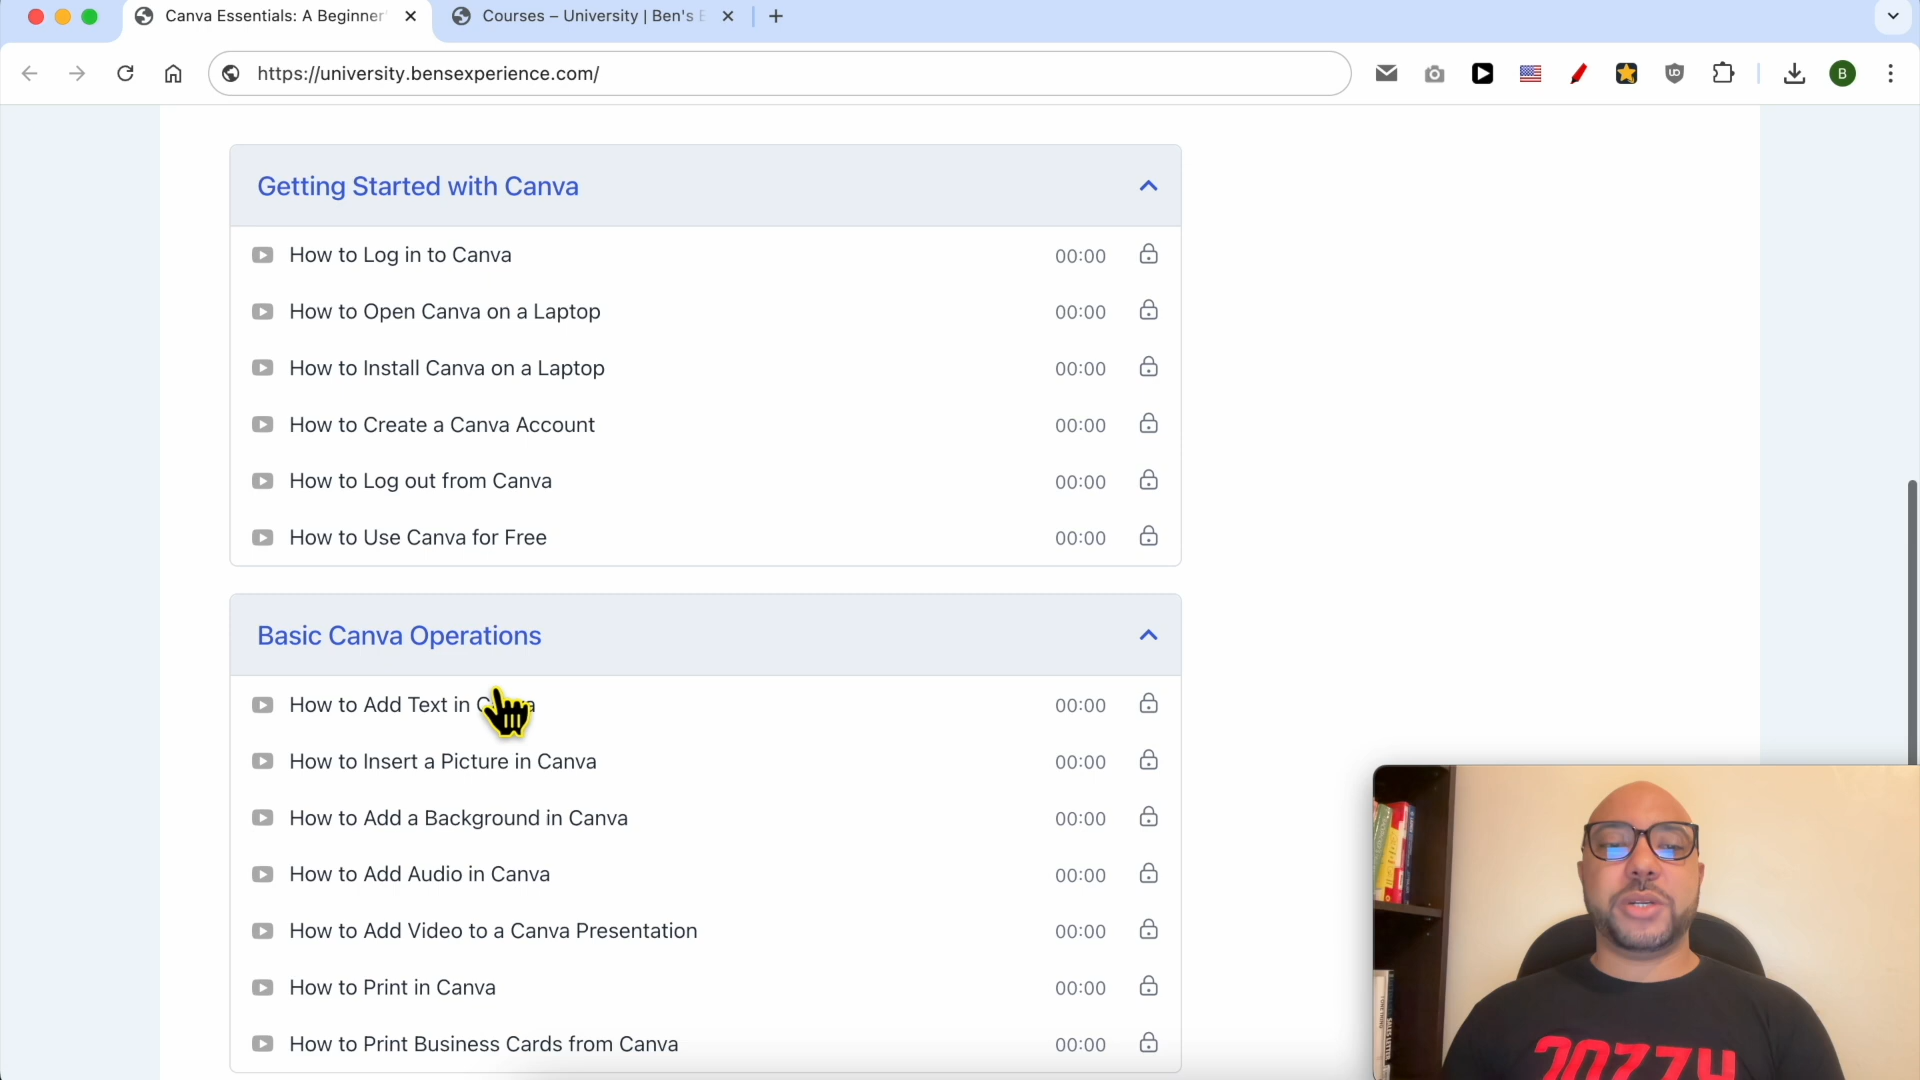 Canva Essentials: A Beginner'
Courses – University | Ben's E
https://university.bensexperience.com/
B
Getting Started with Canva
How to Log in to Canva 00:00
How to Open Canva on a Laptop 00:00
How to Install Canva on a Laptop 00:00
How to Create a Canva Account 00:00
How to Log out from Canva 00:00
How to Use Canva for Free 00:00
Basic Canva Operations
How to Add Text in 00:00
How to Insert a Picture in Canva 00:00
How to Add a Background in Canva 00:00
How to Add Audio in Canva 00:00
How to Add Video to a Canva Presentation 00:00
How to Print in Canva 00:00
How to Print Business Cards from Canva 00:00